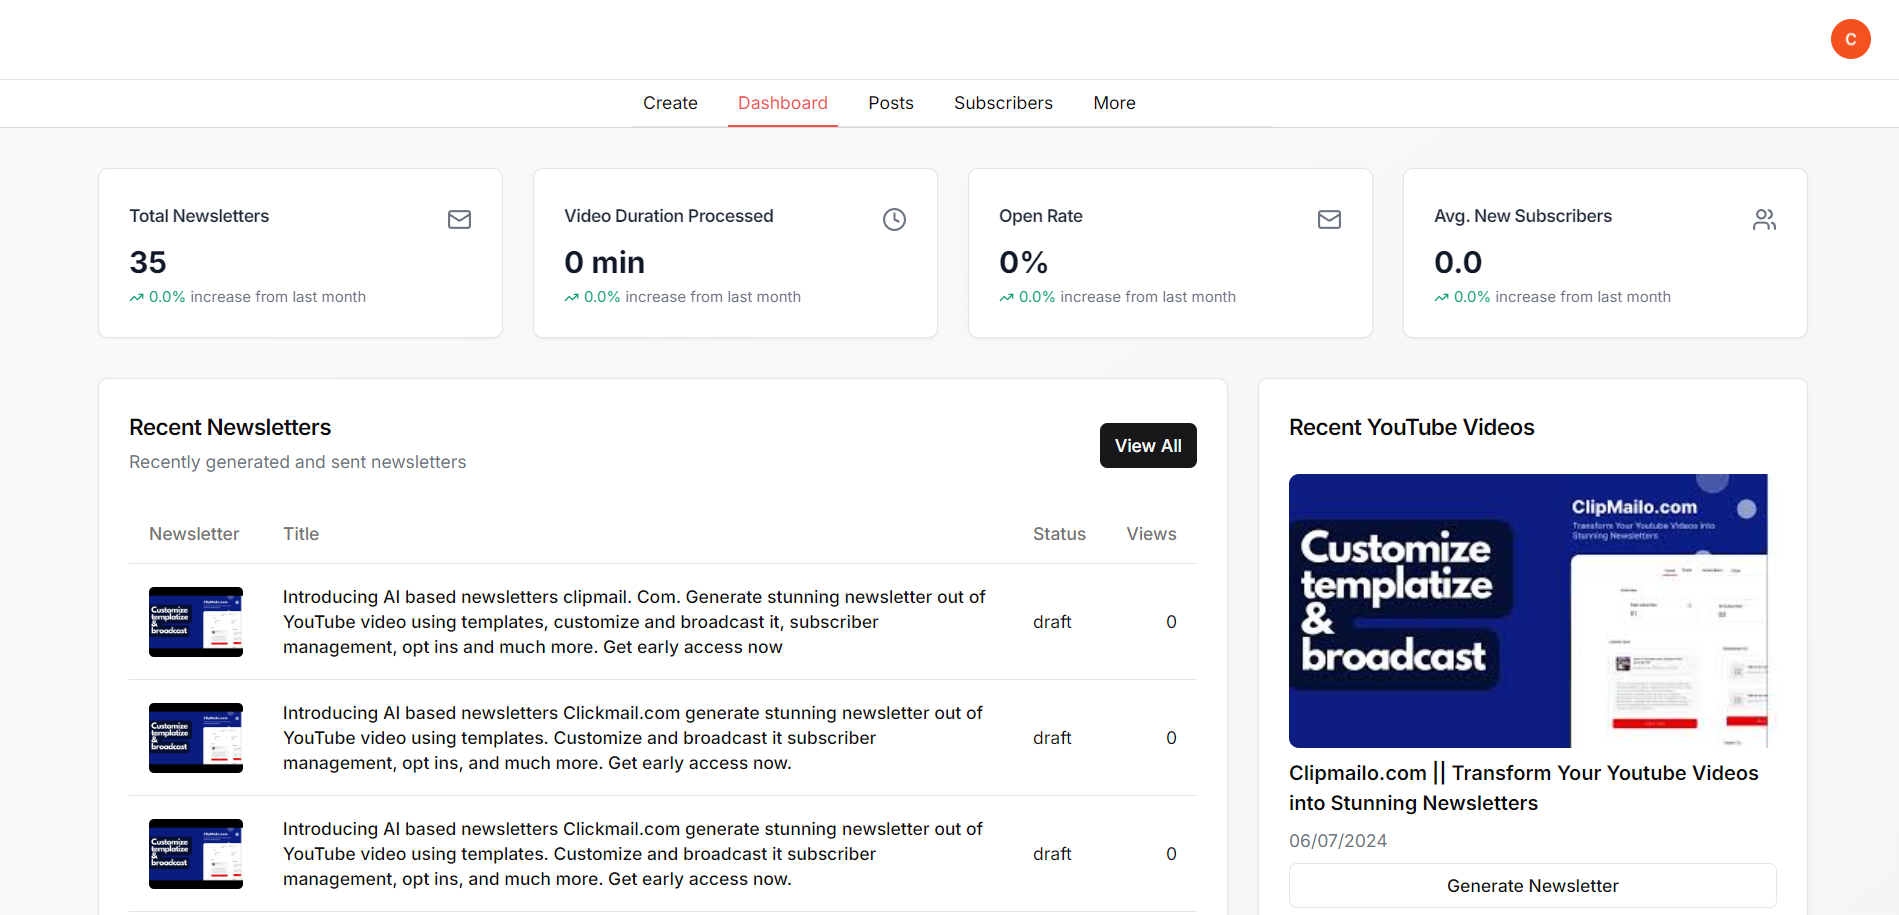 C
Create Dashboard Posts Subscribers More
Total Newsletters
35
0.0% increase from last month
Video Duration Processed
0 min
0.0% increase from last month
Open Rate
0%
0.0% increase from last month
Avg. New Subscribers
0.0
0.0% increase from last month
Recent Newsletters
Recently generated and sent newsletters
View All
Newsletter Title Status Views
Customize
templatize
&
broadcast
Introducing AI based newsletters clipmail. Com. Generate stunning newsletter out of
YouTube video using templates, customize and broadcast it, subscriber
management, opt ins and much more. Get early access now
draft 0
Customize
templatize
&
broadcast
Introducing AI based newsletters Clickmail.com generate stunning newsletter out of
YouTube video using templates. Customize and broadcast it subscriber
management, opt ins, and much more. Get early access now.
draft 0
Customize
templatize
&
broadcast
Introducing AI based newsletters Clickmail.com generate stunning newsletter out of
YouTube video using templates. Customize and broadcast it subscriber
management, opt ins, and much more. Get early access now.
draft 0
Recent YouTube Videos
ClipMailo.com
Transform Your Youtube Videos into
Stunning Newsletters
Customize
templatize
&
broadcast
Clipmailo.com || Transform Your Youtube Videos
into Stunning Newsletters
06/07/2024
Generate Newsletter